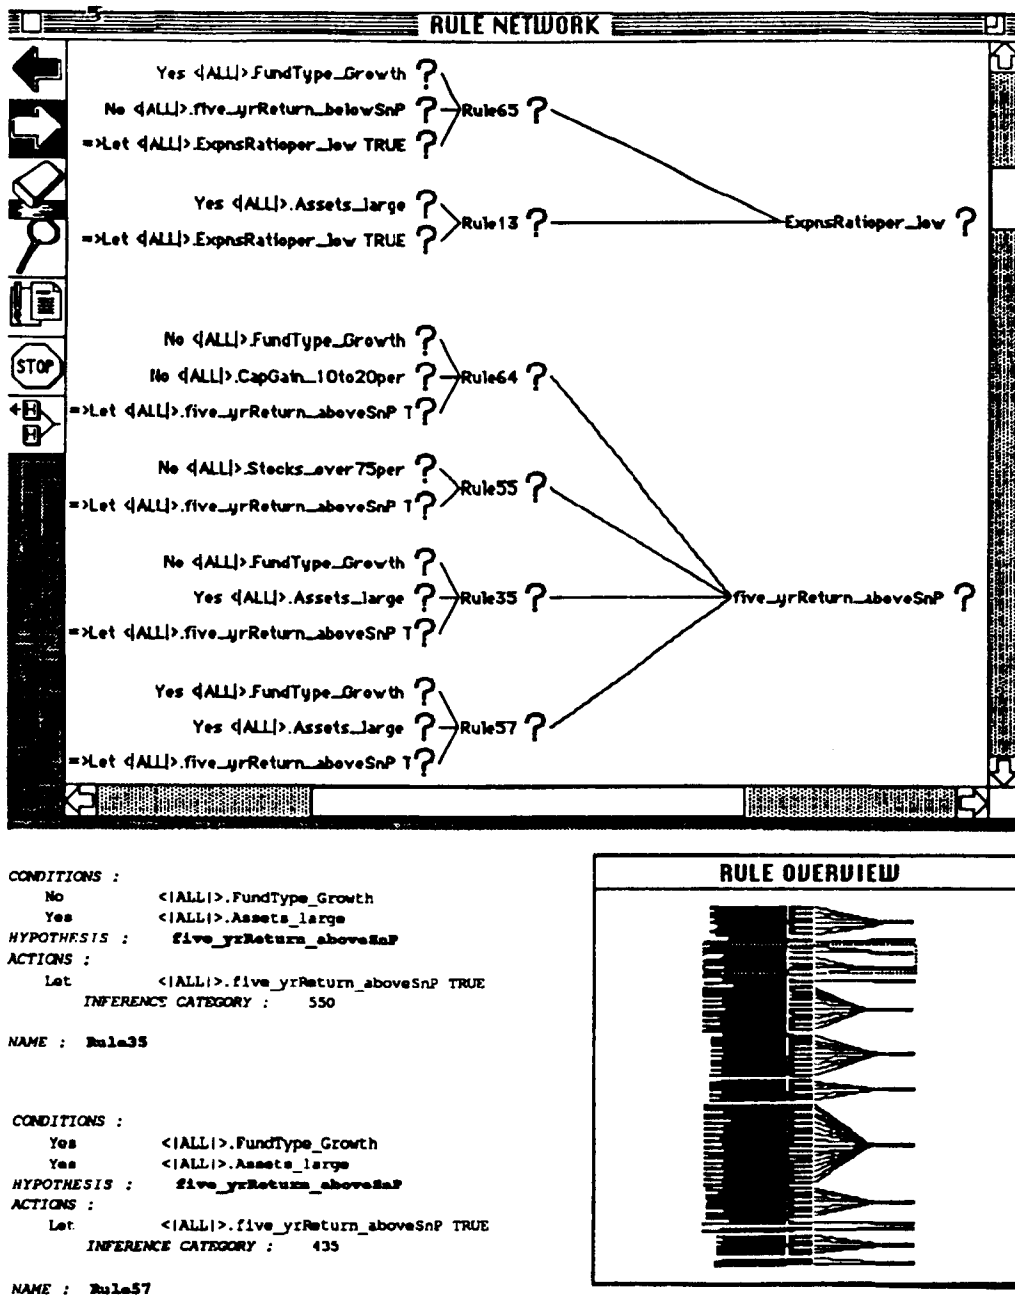 RULE NETWORK
Yes <|ALL|>.FundType_Growth ?
No <|ALL|>.five_yrReturn_belowSnP ? Rule65 ?
=>Let <|ALL|>.ExpnsRatioper_low TRUE ?
Yes <|ALL|>.Assets_large ?
Rule13 ? ExpnsRatioper_low ?
=>Let <|ALL|>.ExpnsRatioper_low TRUE ?
No <|ALL|>.FundType_Growth ?
STOP
No <|ALL|>.CapGain_10to20per ? Rule64 ?
=>Let <|ALL|>.five_yrReturn_aboveSnP T ?
No <|ALL|>.Stocks_over75per ?
Rule55 ?
=>Let <|ALL|>.five_yrReturn_aboveSnP T ?
No <|ALL|>.FundType_Growth ?
Yes <|ALL|>.Assets_large ? Rule35 ? five_yrReturn_aboveSnP ?
=>Let <|ALL|>.five_yrReturn_aboveSnP T ?
Yes <|ALL|>.FundType_Growth ?
Yes <|ALL|>.Assets_large ? Rule57 ?
=>Let <|ALL|>.five_yrReturn_aboveSnP T ?
CONDITIONS :
No <|ALL|>.FundType_Growth
Yes <|ALL|>.Assets_large
HYPOTHESIS : five_yrReturn_aboveSnP
ACTIONS :
Let <|ALL|>.five_yrReturn_aboveSnP TRUE
INFERENCE CATEGORY : 550
NAME : Rule35
CONDITIONS :
Yes <|ALL|>.FundType_Growth
Yes <|ALL|>.Assets_large
HYPOTHESIS : five_yrReturn_aboveSnP
ACTIONS :
Let <|ALL|>.five_yrReturn_aboveSnP TRUE
INFERENCE CATEGORY : 435
NAME : Rule57
RULE OVERVIEW